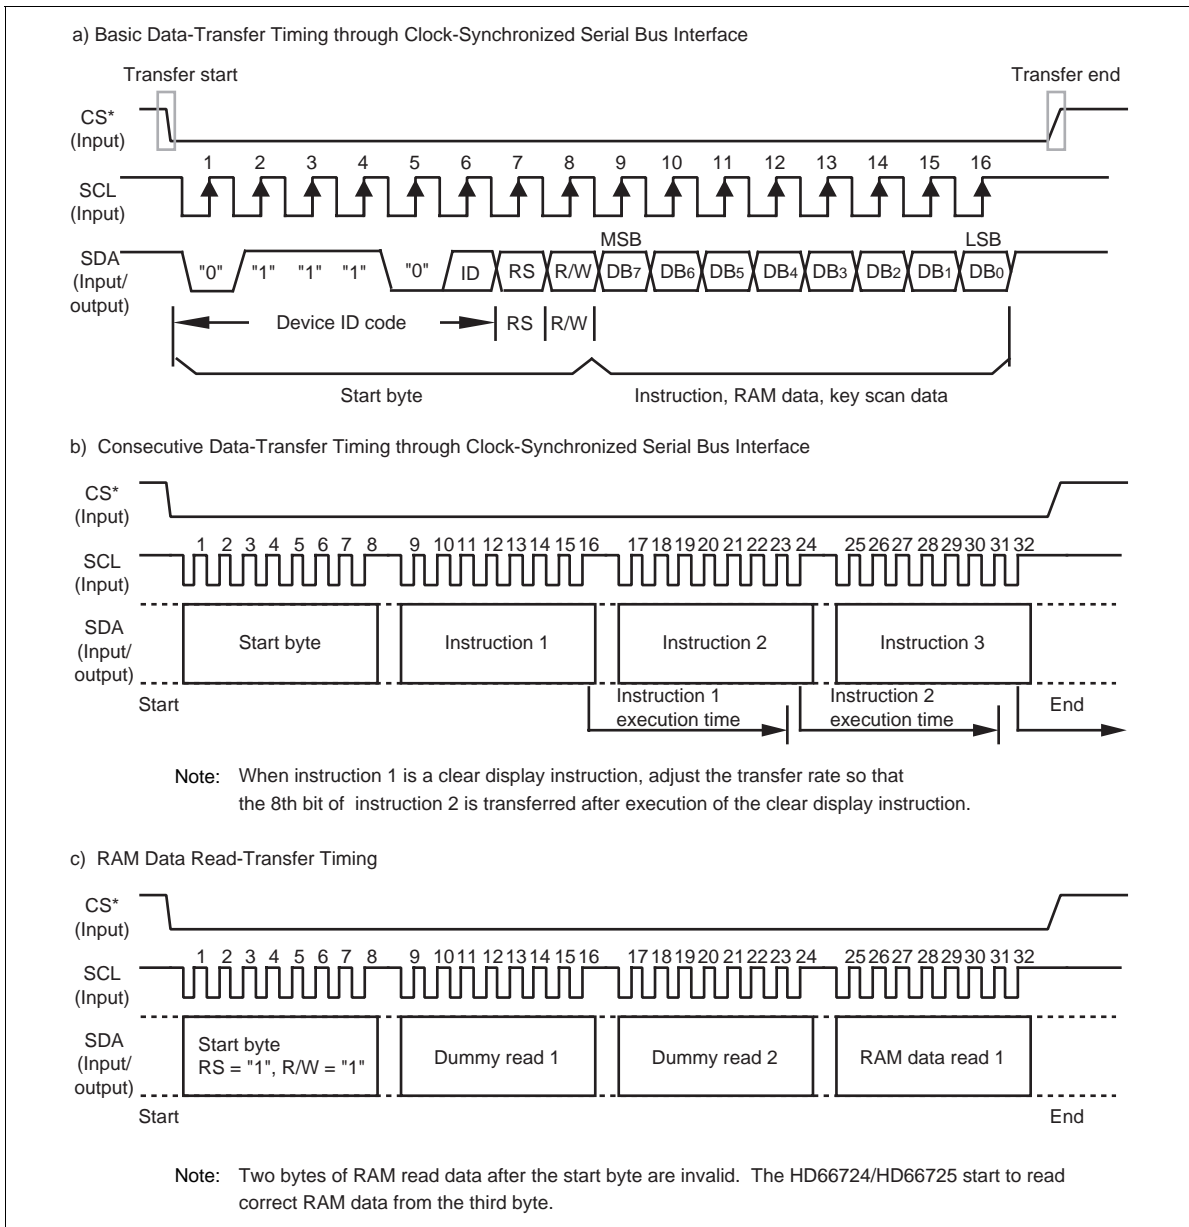 a) Basic Data-Transfer Timing through Clock-Synchronized Serial Bus Interface
Transfer start
Transfer end
CS*
(Input)
1 2 3 4 5 6 7 8 9 10 11 12 13 14 15 16
SCL
(Input)
MSB LSB
SDA
(Input/
output)
"0" "1" "1" "1" "0" ID RS R/W DB7 DB6 DB5 DB4 DB3 DB2 DB1 DB0
Device ID code RS R/W
Start byte Instruction, RAM data, key scan data
b) Consecutive Data-Transfer Timing through Clock-Synchronized Serial Bus Interface
CS*
(Input)
1 2 3 4 5 6 7 8 9 10 11 12 13 14 15 16 17 18 19 20 21 22 23 24 25 26 27 28 29 30 31 32
SCL
(Input)
SDA
(Input/
output)
Start byte Instruction 1 Instruction 2 Instruction 3
Start
Instruction 1
execution time
Instruction 2
execution time
End
Note: When instruction 1 is a clear display instruction, adjust the transfer rate so that
the 8th bit of instruction 2 is transferred after execution of the clear display instruction.
c) RAM Data Read-Transfer Timing
CS*
(Input)
1 2 3 4 5 6 7 8 9 10 11 12 13 14 15 16 17 18 19 20 21 22 23 24 25 26 27 28 29 30 31 32
SCL
(Input)
SDA
(Input/
output)
Start byte
RS = "1", R/W = "1"
Dummy read 1 Dummy read 2 RAM data read 1
Start End
Note: Two bytes of RAM read data after the start byte are invalid. The HD66724/HD66725 start to read
correct RAM data from the third byte.